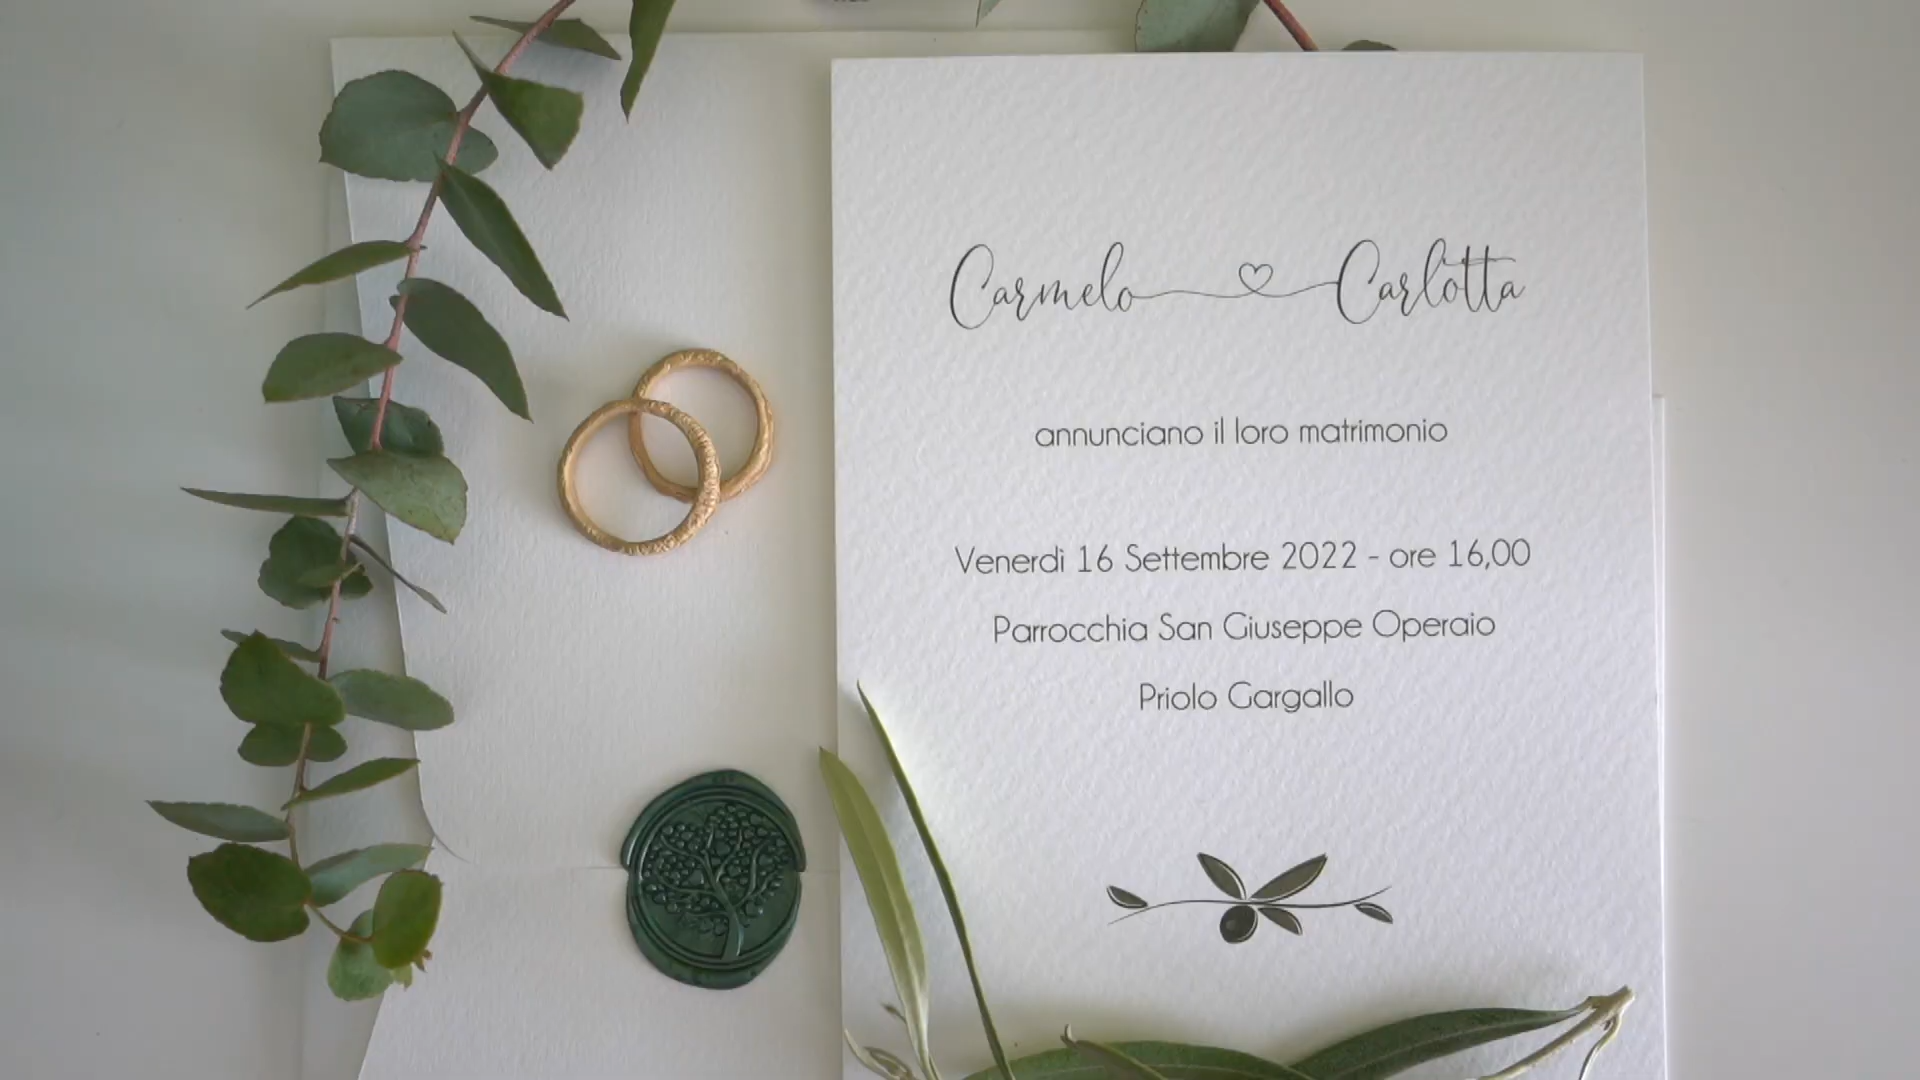 Carmelo Carlotta
annunciano il loro matrimonio
Venerdì 16 Settembre 2022 - ore 16,00
Parrocchia San Giuseppe Operaio
Priolo Gargallo